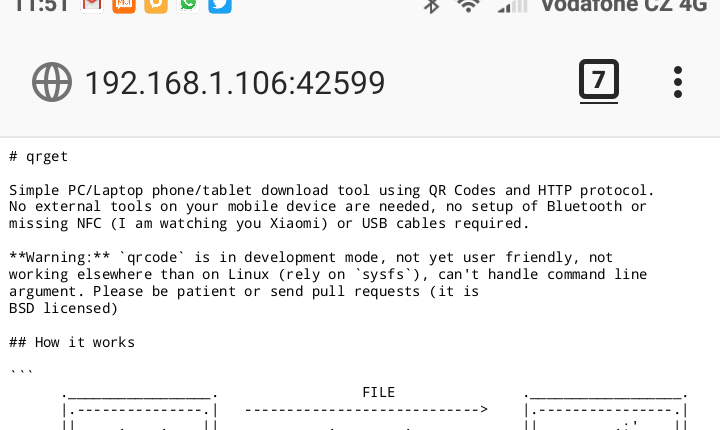 11:51 Vodafone CZ 4G
192.168.1.106:42599 7
# qrget
Simple PC/Laptop phone/tablet download tool using QR Codes and HTTP protocol.
No external tools on your mobile device are needed, no setup of Bluetooth or
missing NFC (I am watching you Xiaomi) or USB cables required.
**Warning:** `qrcode` is in development mode, not yet user friendly, not
working elsewhere than on Linux (rely on `sysfs`), can't handle command line
argument. Please be patient or send pull requests (it is
BSD licensed)
## How it works
```
FILE